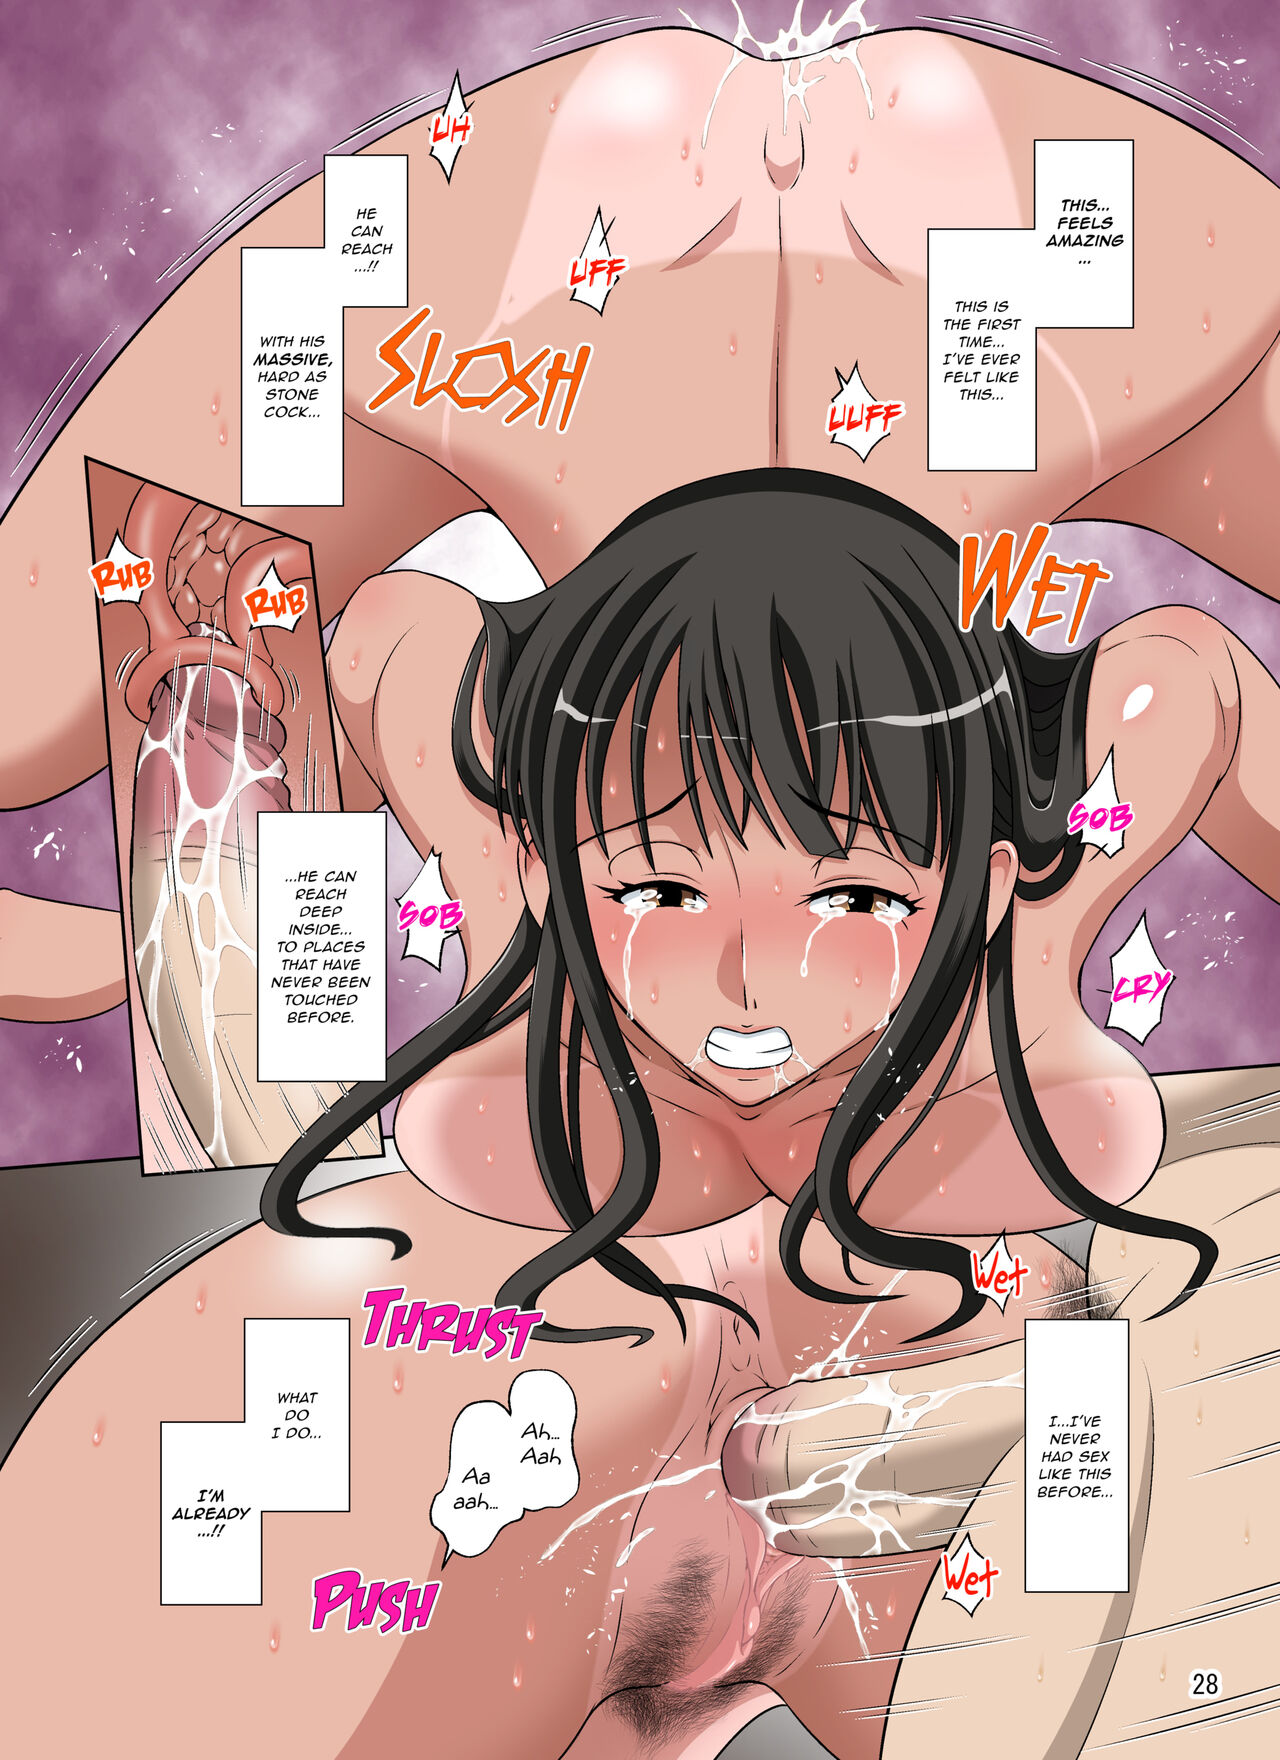 THIS...
FEELS
AMAZING
...
THIS IS
THE FIRST
TIME...
I'VE EVER
FELT LIKE
THIS...
UH
HE
CAN
REACH
...!!
UFF
WITH HIS
MASSIVE,
HARD AS
STONE
COCK...
SLOSH
UUFF
WET
RUB
RUB
SOB
SOB
...HE CAN
REACH
DEEP
INSIDE...
TO PLACES
THAT HAVE
NEVER BEEN
TOUCHED
BEFORE.
CRY
Wet
THRUST
I...I'VE
NEVER
HAD SEX
LIKE THIS
BEFORE...
WHAT
DO
I DO...
Ah...
Aah
Aa
aah...
I'M
ALREADY
...!!
PUSH
Wet
28